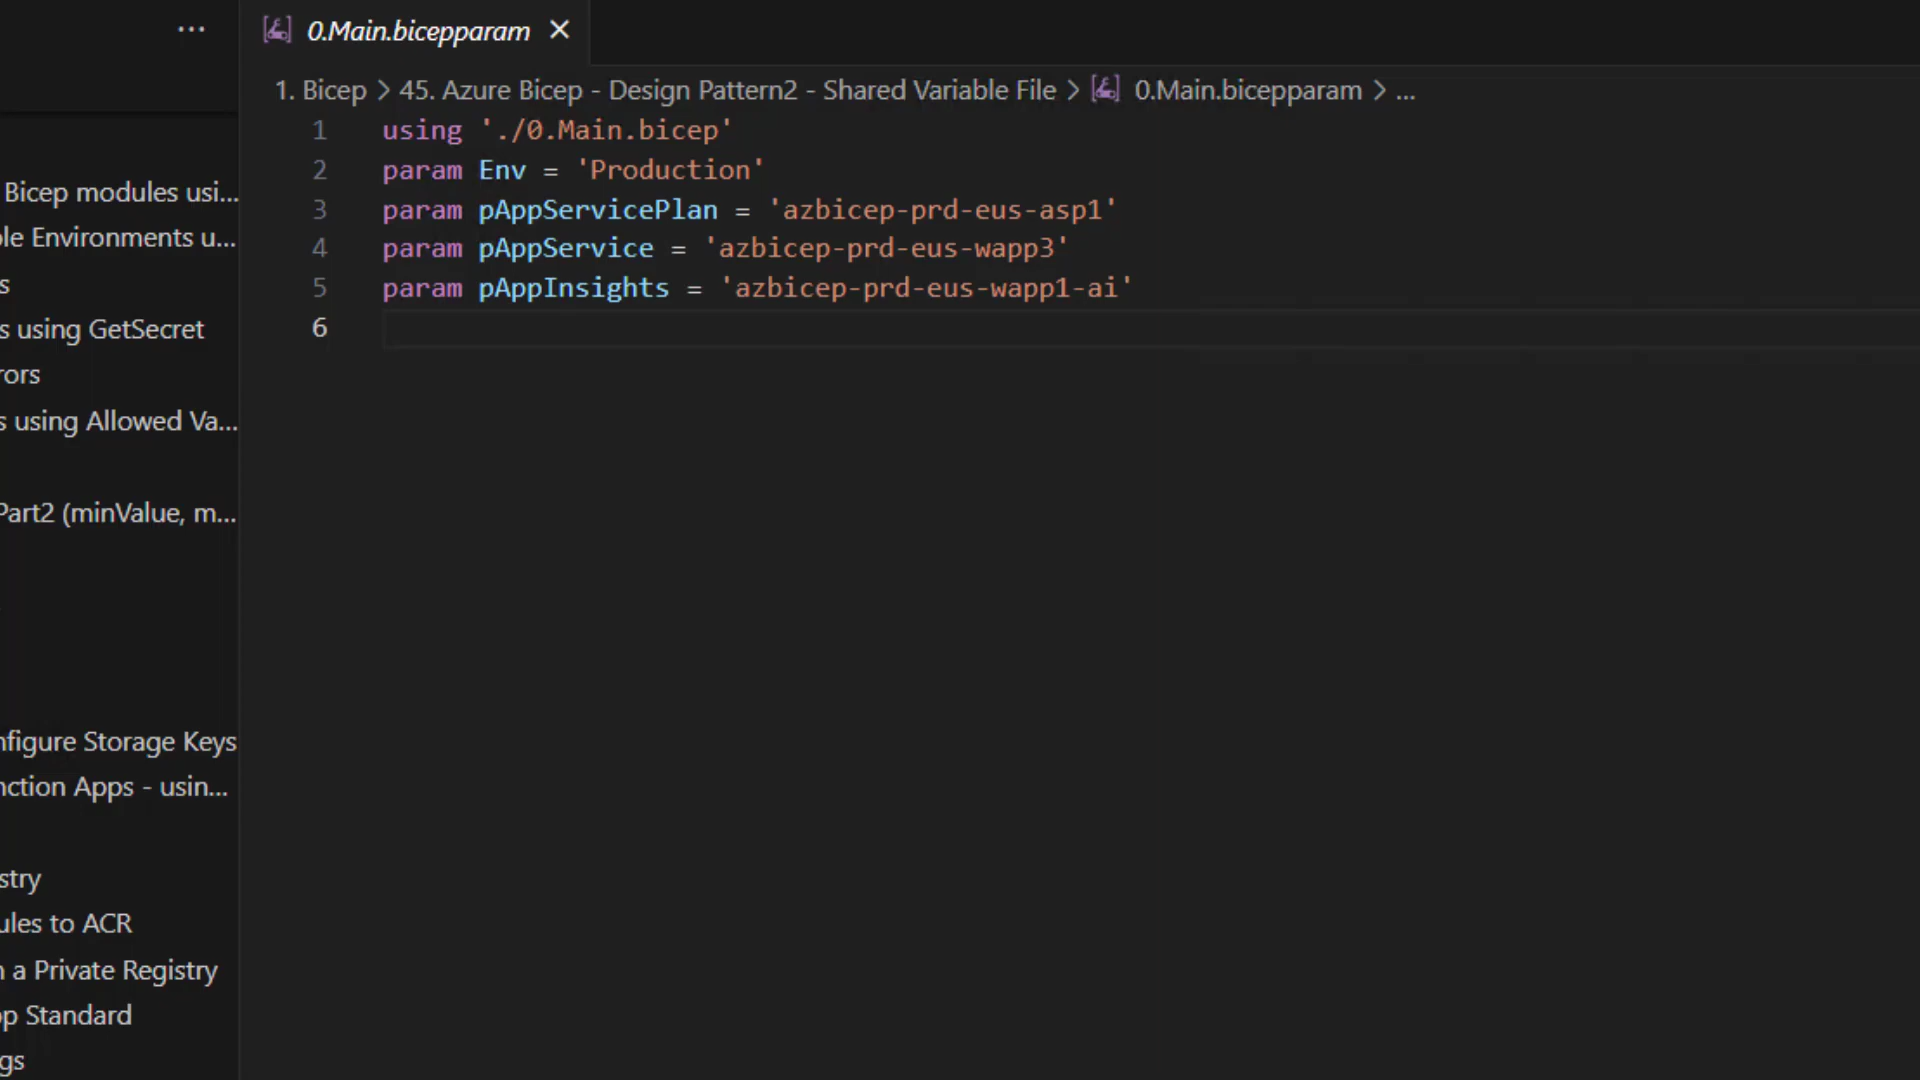 ...
0.Main.bicepparam
1. Bicep > 45. Azure Bicep - Design Pattern2 - Shared Variable File > 0.Main.bicepparam > ...
1 using './0.Main.bicep'
2 param Env = 'Production'
3 param pAppServicePlan = 'azbicep-prd-eus-asp1'
4 param pAppService = 'azbicep-prd-eus-wapp3'
5 param pAppInsights = 'azbicep-prd-eus-wapp1-ai'
6
Bicep modules usi...
ple Environments u...
s
s using GetSecret
rors
s using Allowed Va...
Part2 (minValue, m...
nfigure Storage Keys
nction Apps - usin...
stry
ules to ACR
n a Private Registry
pp Standard
gs